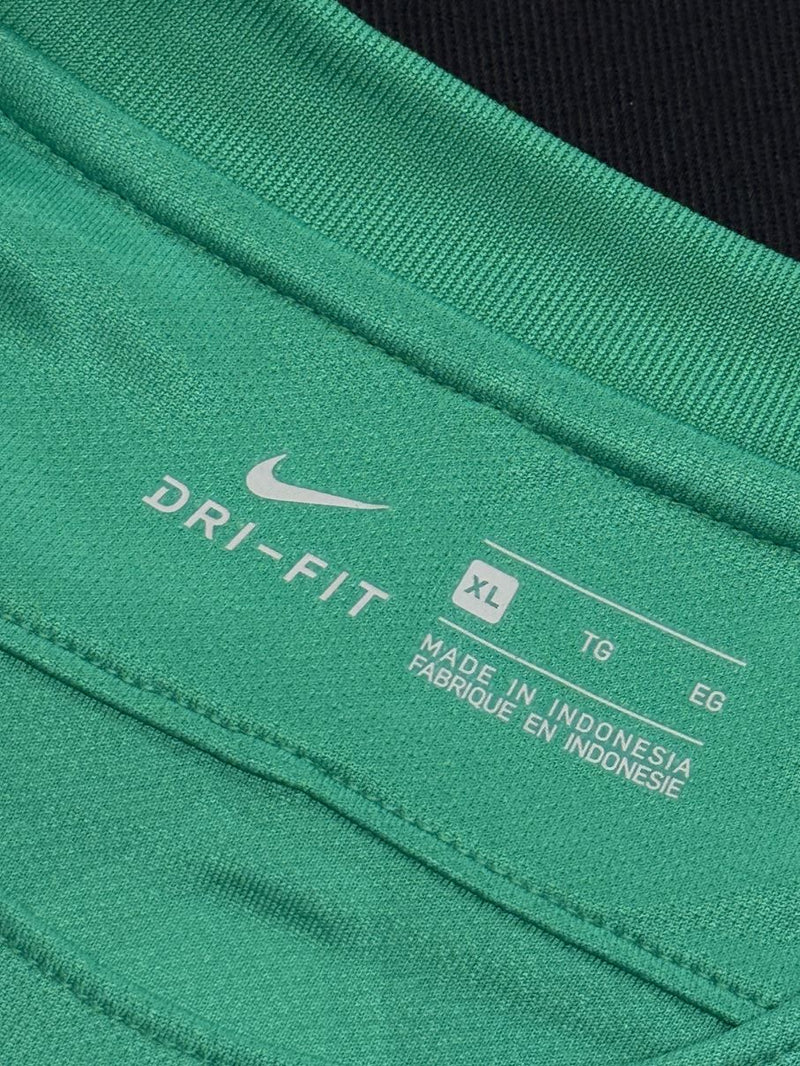 DRI-FIT
XL TG EG
MADE IN INDONESIA
FABRIQUE EN INDONESIE